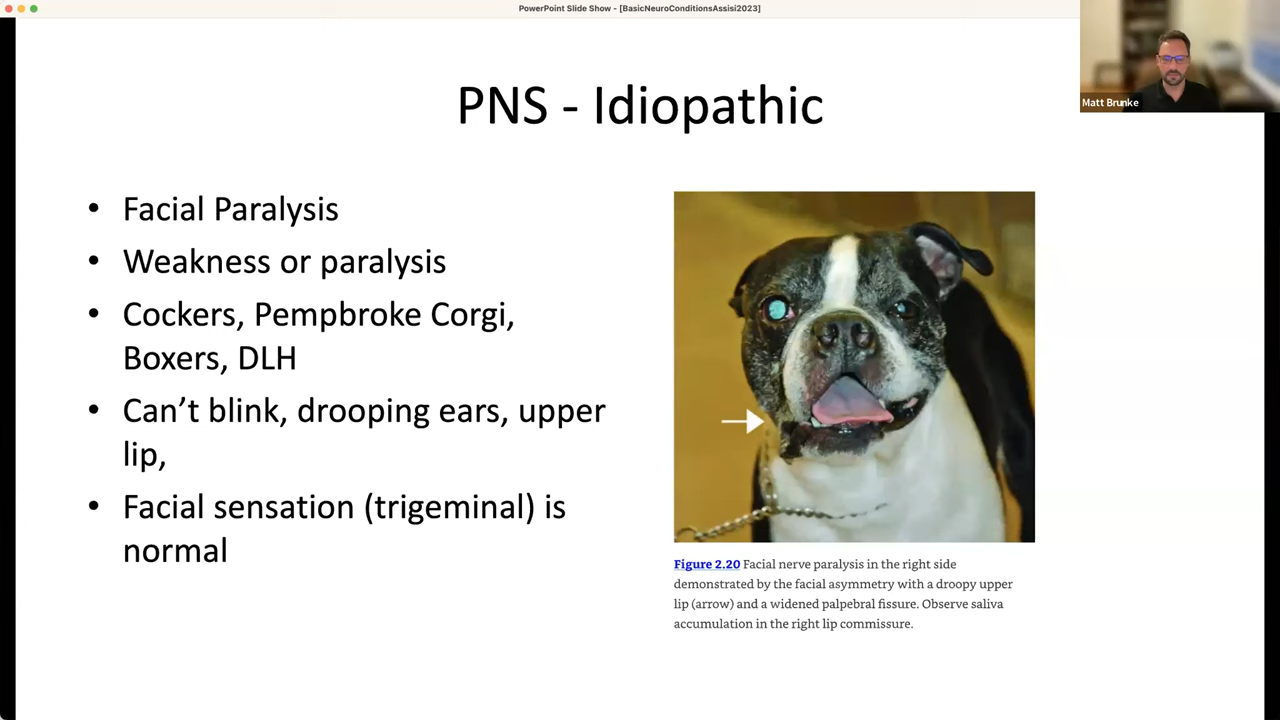 PowerPoint Slide Show - [BasicNeuroConditionsAssisi2023]
Matt Brunke
PNS - Idiopathic
• Facial Paralysis
• Weakness or paralysis
• Cockers, Pempbroke Corgi,
Boxers, DLH
• Can’t blink, drooping ears, upper
lip,
• Facial sensation (trigeminal) is
normal
Figure 2.20 Facial nerve paralysis in the right side
demonstrated by the facial asymmetry with a droopy upper
lip (arrow) and a widened palpebral fissure. Observe saliva
accumulation in the right lip commissure.